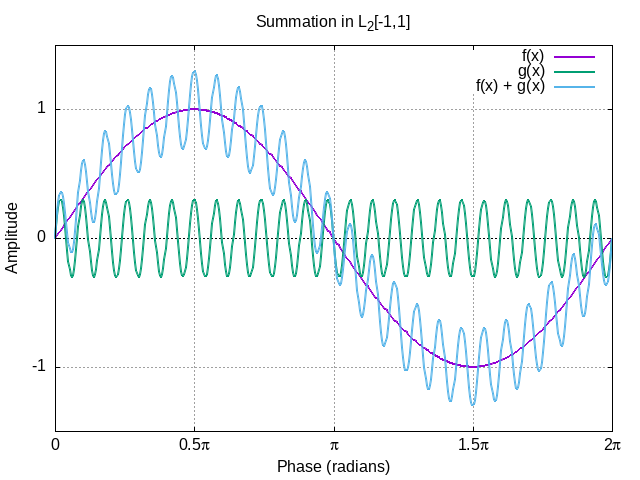 Summation in L₂[-1,1]
f(x)
g(x)
f(x) + g(x)
1
0
-1
Amplitude
0 0.5π π 1.5π 2π
Phase (radians)